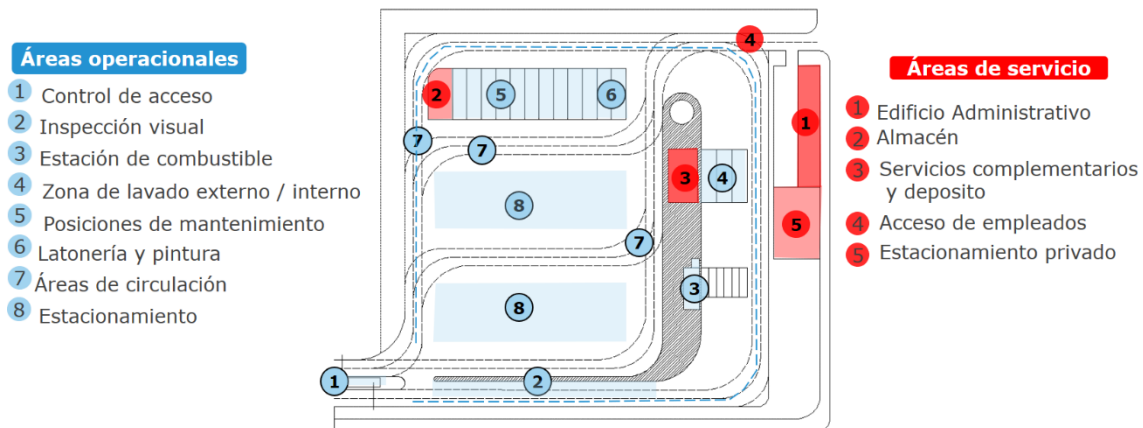 Áreas operacionales
1 Control de acceso
2 Inspección visual
3 Estación de combustible
4 Zona de lavado externo / interno
5 Posiciones de mantenimiento
6 Latonería y pintura
7 Áreas de circulación
8 Estacionamiento
4
2
5
6
1
7
7
3
4
8
5
7
3
8
1
2
Áreas de servicio
1 Edificio Administrativo
2 Almacén
3 Servicios complementarios
y deposito
4 Acceso de empleados
5 Estacionamiento privado